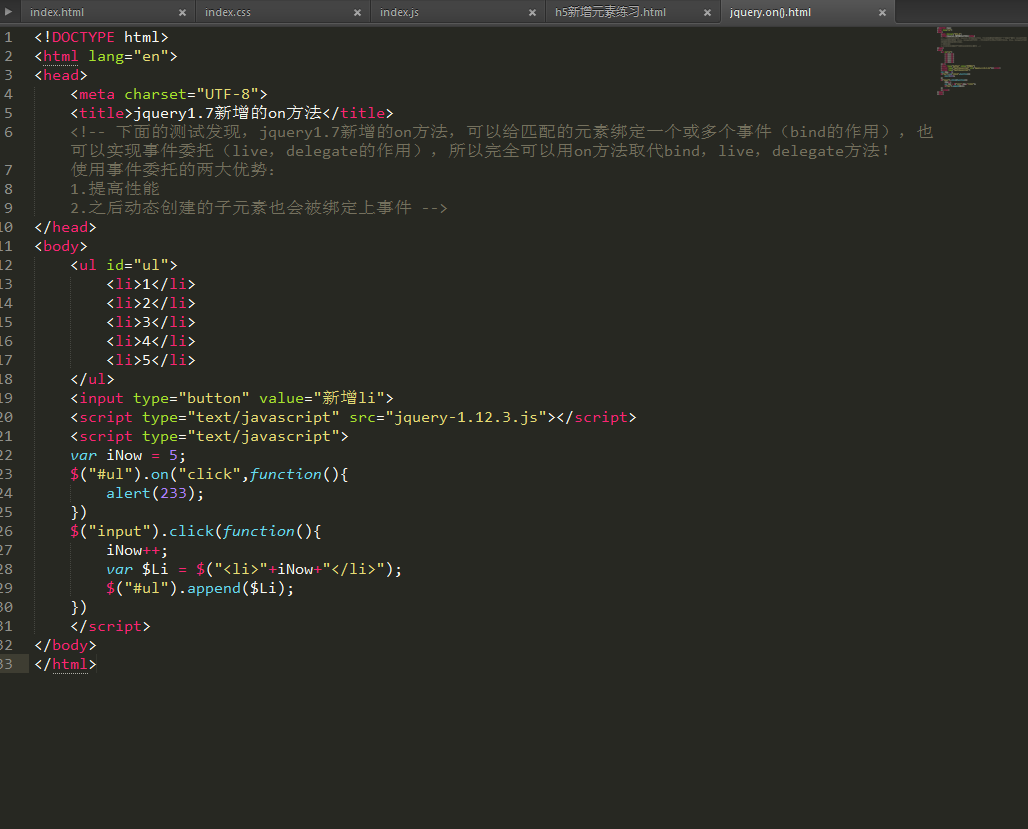 index.html × index.css × index.js × h5新增元素练习.html × jquery.on().html ×
1 <!DOCTYPE html>
2 <html lang="en">
3 <head>
4 <meta charset="UTF-8">
5 <title>jquery1.7新增的on方法</title>
6 <!-- 下面的测试发现，jquery1.7新增的on方法，可以给匹配的元素绑定一个或多个事件（bind的作用），也
可以实现事件委托（live，delegate的作用），所以完全可以用on方法取代bind，live，delegate方法！
7 使用事件委托的两大优势：
8 1.提高性能
9 2.之后动态创建的子元素也会被绑定上事件 -->
10 </head>
11 <body>
12 <ul id="ul">
13 <li>1</li>
14 <li>2</li>
15 <li>3</li>
16 <li>4</li>
17 <li>5</li>
18 </ul>
19 <input type="button" value="新增li">
20 <script type="text/javascript" src="jquery-1.12.3.js"></script>
21 <script type="text/javascript">
22 var iNow = 5;
23 $("#ul").on("click",function(){
24 alert(233);
25 })
26 $("input").click(function(){
27 iNow++;
28 var $Li = $("<li>"+iNow+"</li>");
29 $("#ul").append($Li);
30 })
31 </script>
32 </body>
33 </html>